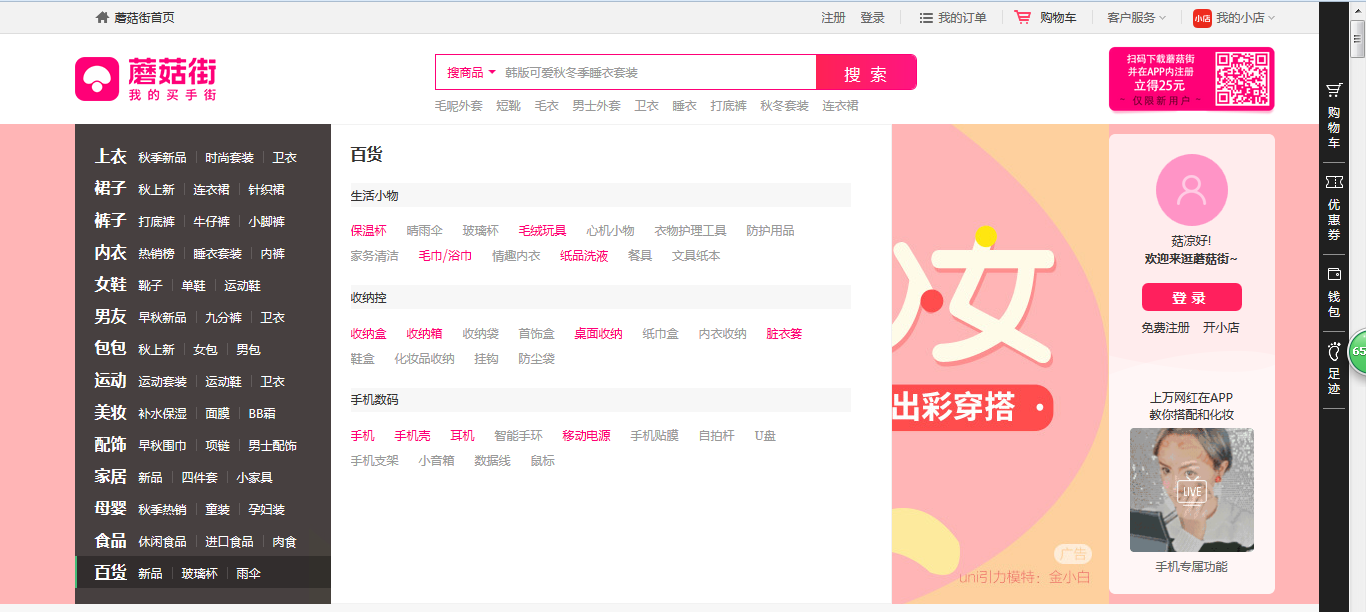 蘑菇街首页 注册 登录 我的订单 购物车 客户服务 小店 我的小店
蘑菇街
我的买手街
搜商品 韩版可爱秋冬季睡衣套装 搜索
毛呢外套 短靴 毛衣 男士外套 卫衣 睡衣 打底裤 秋冬套装 连衣裙
扫码下载蘑菇街
并在APP内注册
立得25元
- 仅限新用户 -
上衣 秋季新品 时尚套装 卫衣
裙子 秋上新 连衣裙 针织裙
裤子 打底裤 牛仔裤 小脚裤
内衣 热销榜 睡衣套装 内裤
女鞋 靴子 单鞋 运动鞋
男友 早秋新品 九分裤 卫衣
包包 秋上新 女包 男包
运动 运动套装 运动鞋 卫衣
美妆 补水保湿 面膜 BB霜
配饰 早秋围巾 项链 男士配饰
家居 新品 四件套 小家具
母婴 秋季热销 童装 孕妇装
食品 休闲食品 进口食品 肉食
百货 新品 玻璃杯 雨伞
百货
生活小物
保温杯 晴雨伞 玻璃杯 毛绒玩具 心机小物 衣物护理工具 防护用品
家务清洁 毛巾/浴巾 情趣内衣 纸品洗液 餐具 文具纸本
收纳控
收纳盒 收纳箱 收纳袋 首饰盒 桌面收纳 纸巾盒 内衣收纳 脏衣篓
鞋盒 化妆品收纳 挂钩 防尘袋
手机数码
手机 手机壳 耳机 智能手环 移动电源 手机贴膜 自拍杆 U盘
手机支架 小音箱 数据线 鼠标
妆
出彩穿搭
广告
uni引力模特：金小白
菇凉好!
欢迎来逛蘑菇街~
登录
免费注册 开小店
上万网红在APP
教你搭配和化妆
LIVE
手机专属功能
购物车
优惠券
钱包
足迹
65